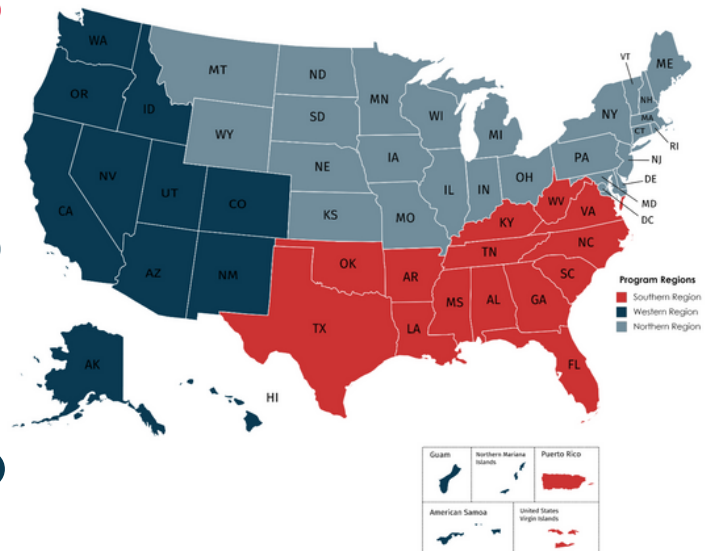 WA
OR
ID
MT
WY
ND
SD
NE
KS
MN
IA
MO
WI
IL
MI
IN
OH
PA
NY
VT
ME
NH
MA
CT
RI
NJ
DE
MD
DC
CA
NV
UT
CO
AZ
NM
OK
TX
AR
LA
KY
WV
VA
TN
NC
SC
MS
AL
GA
FL
AK
HI
Program Regions
Southern Region
Western Region
Northern Region
Guam
Northern Mariana
Islands
Puerto Rico
American Samoa
United States
Virgin Islands